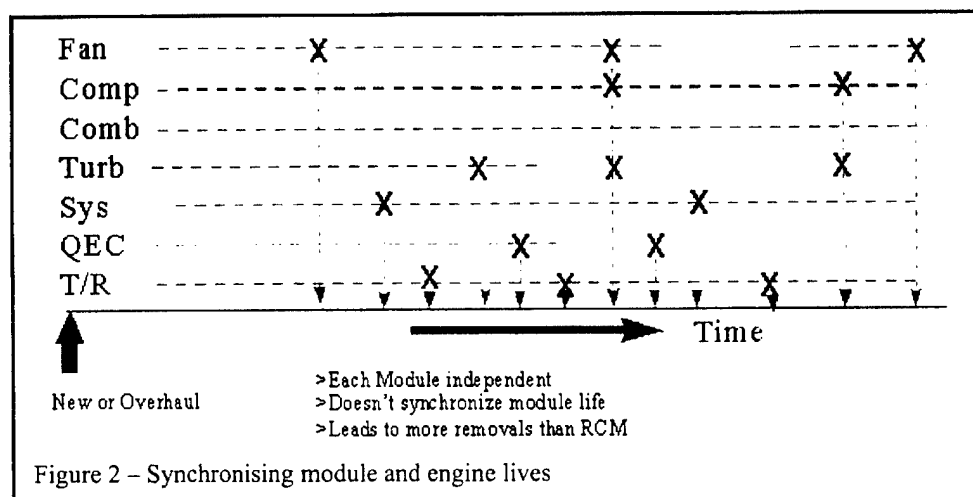 Fan
Comp
Comb
Turb
Sys
QEC
T/R
Time
New or Overhaul
>Each Module independent
>Doesn't synchronize module life
>Leads to more removals than RCM
Figure 2 – Synchronising module and engine lives